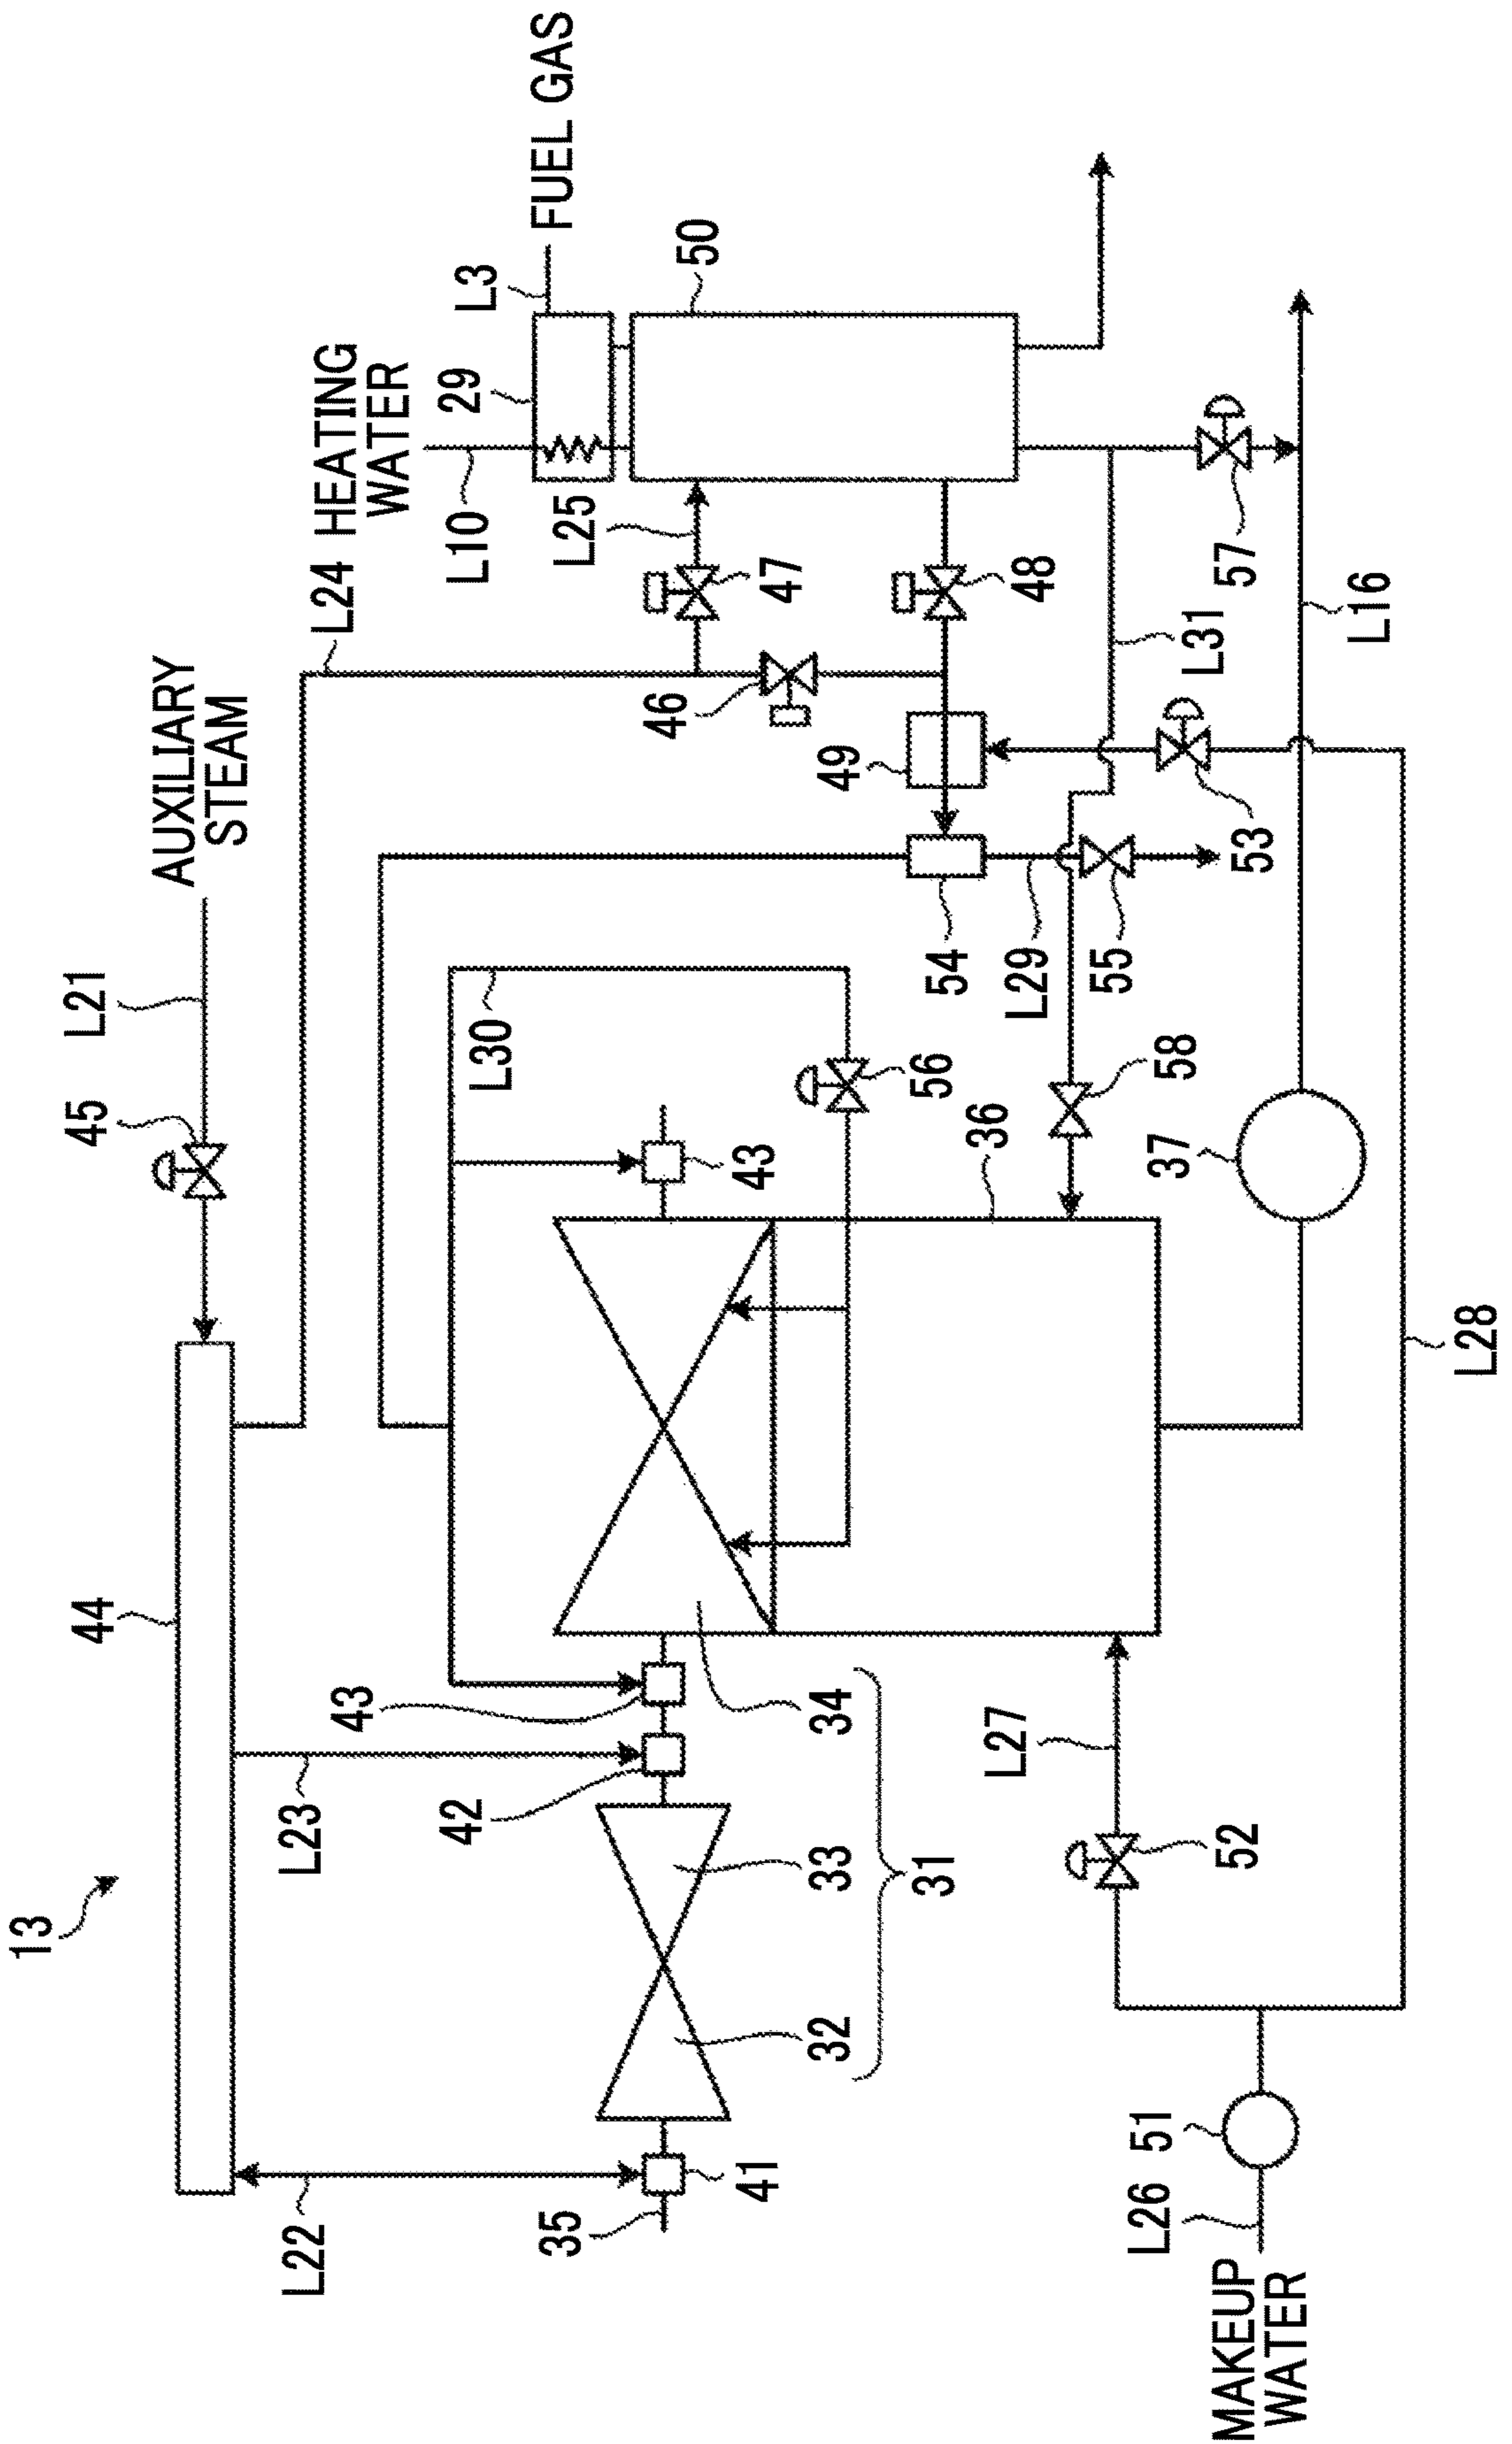 13
44
45
L21
AUXILIARY
STEAM
L24
HEATING
WATER
L10
29
L3
FUEL GAS
L22
L23
43
L30
L25
50
35
41
42
43
46
47
32
33
34
31
56
49
48
36
54
L29
55
58
L31
L27
52
37
53
57
L26
51
L16
MAKEUP
WATER
L28